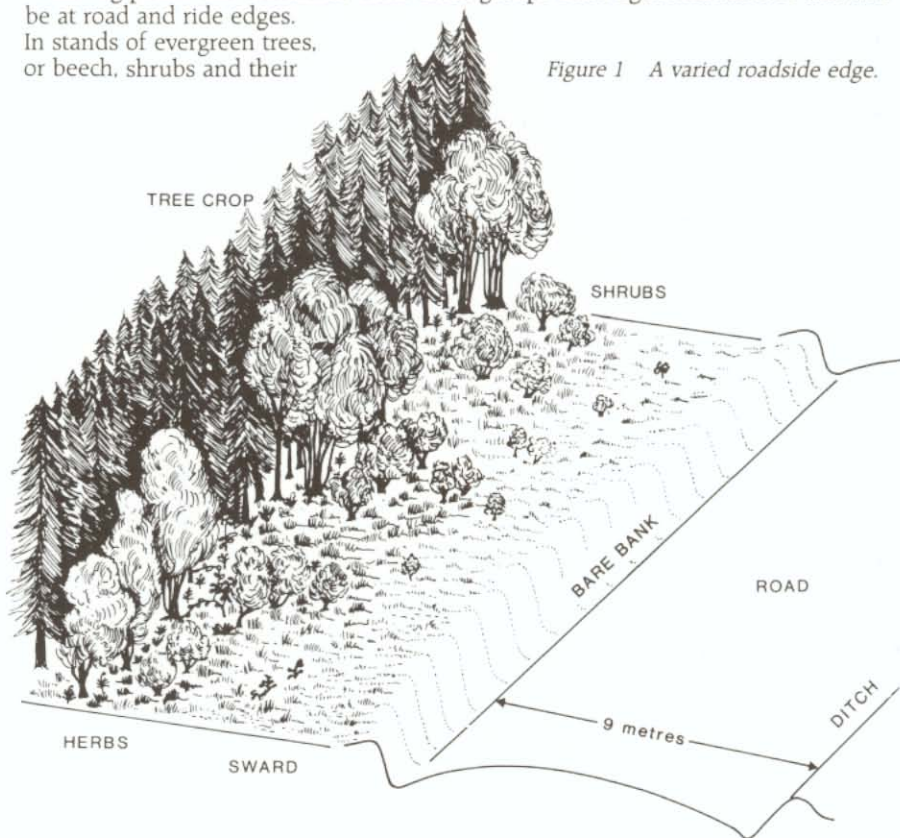 be at road and ride edges.
In stands of evergreen trees,
or beech, shrubs and their
Figure 1 A varied roadside edge.
TREE CROP
SHRUBS
BARE BANK
ROAD
DITCH
9 metres
HERBS
SWARD